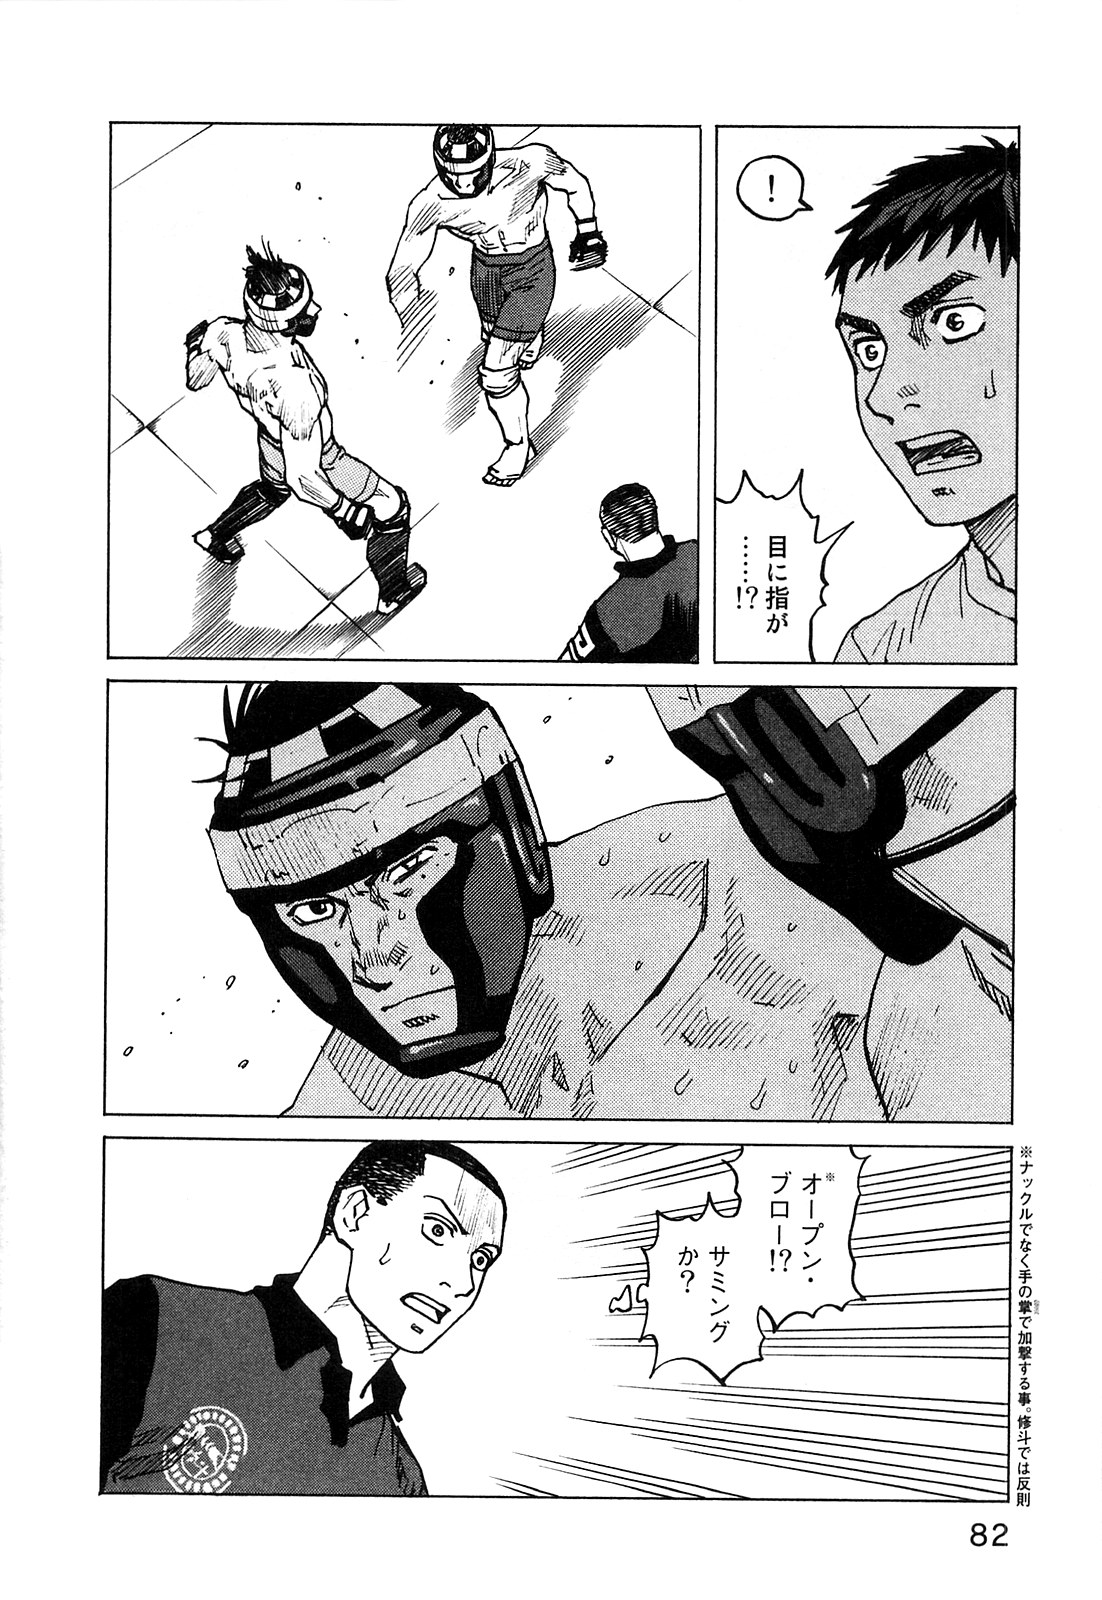 ！
目に指が
……!?
※オープン・
ブロー!?
サミング
か？
※ナックルでなく手の掌で加撃する事。修斗では反則
82